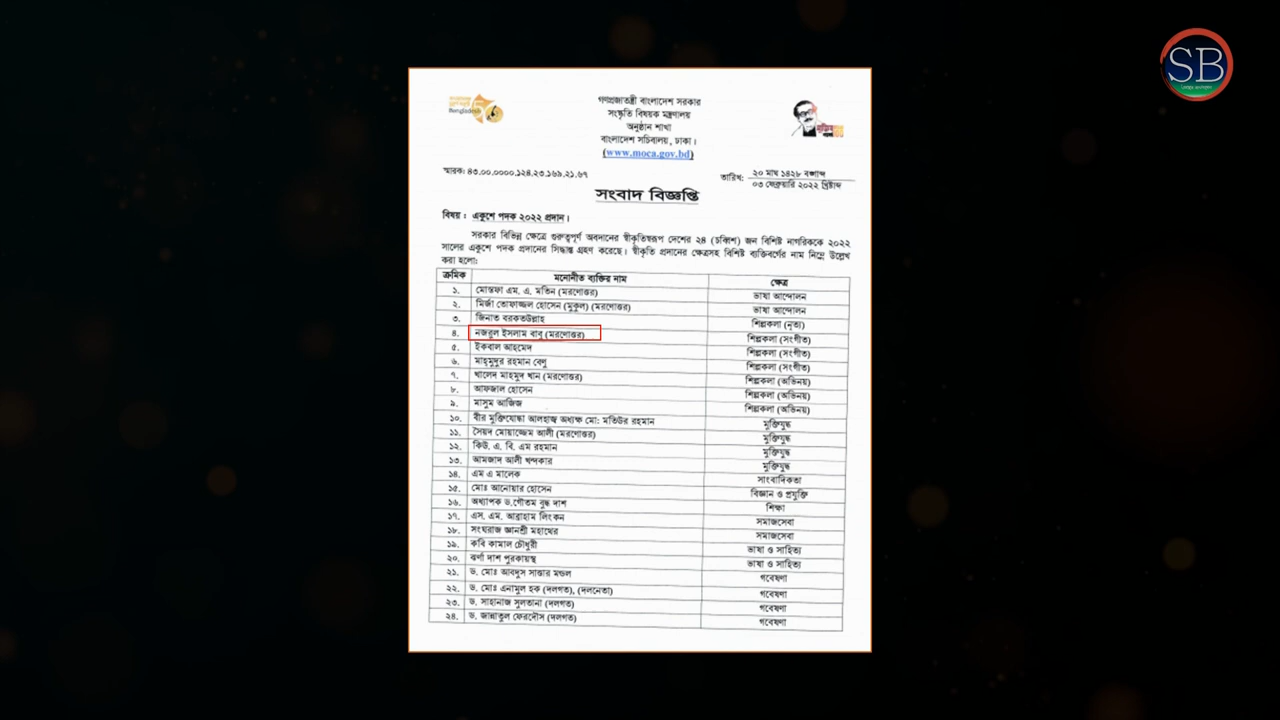 SB
Bangladesh
গণপ্রজাতন্ত্রী বাংলাদেশ সরকার
সংস্কৃতি বিষয়ক মন্ত্রণালয়
অনুষ্ঠান শাখা
বাংলাদেশ সচিবালয়, ঢাকা।
(www.moca.gov.bd)
স্মারক: ৪৩.০০.০০০০.১২৪.২৩.১৬৯.২১.৬৭
তারিখ: ২০ মাঘ ১৪২৮ বঙ্গাব্দ
০৩ ফেব্রুয়ারি ২০২২ খ্রিষ্টাব্দ
সংবাদ বিজ্ঞপ্তি
বিষয় : একুশে পদক ২০২২ প্রদান।
সরকার বিভিন্ন ক্ষেত্রে গুরুত্বপূর্ণ অবদানের স্বীকৃতিস্বরূপ দেশের ২৪ (চব্বিশ) জন বিশিষ্ট নাগরিককে ২০২২
সালের একুশে পদক প্রদানের সিদ্ধান্ত গ্রহণ করেছে। স্বীকৃতি প্রদানের ক্ষেত্রসহ বিশিষ্ট ব্যক্তিবর্গের নাম নিম্নে উল্লেখ
করা হলো:
ক্রমিক মনোনীত ব্যক্তির নাম ক্ষেত্র
১. মোস্তফা এম. এ. মতিন (মরণোত্তর) ভাষা আন্দোলন
২. মির্জা তোফাজ্জল হোসেন (মুকুল) (মরণোত্তর) ভাষা আন্দোলন
৩. জিনাত বরকতউল্লাহ শিল্পকলা (নৃত্য)
৪. নজরুল ইসলাম বাবু (মরণোত্তর) শিল্পকলা (সংগীত)
৫. ইকবাল আহমেদ শিল্পকলা (সংগীত)
৬. মাহমুদুর রহমান বেণু শিল্পকলা (সংগীত)
৭. খালেদ মাহমুদ খান (মরণোত্তর) শিল্পকলা (অভিনয়)
৮. আফজাল হোসেন শিল্পকলা (অভিনয়)
৯. মাসুম আজিজ শিল্পকলা (অভিনয়)
১০. বীর মুক্তিযোদ্ধা আলহাজ্ব অধ্যক্ষ মো: মতিউর রহমান মুক্তিযুদ্ধ
১১. সৈয়দ মোয়াজ্জেম আলী (মরণোত্তর) মুক্তিযুদ্ধ
১২. কিউ. এ. বি. এম রহমান মুক্তিযুদ্ধ
১৩. আমজাদ আলী খন্দকার মুক্তিযুদ্ধ
১৪. এম এ মালেক সাংবাদিকতা
১৫. মোঃ আনোয়ার হোসেন বিজ্ঞান ও প্রযুক্তি
১৬. অধ্যাপক ড.গৌতম বুদ্ধ দাশ শিক্ষা
১৭. এস. এম. আব্রাহাম লিংকন সমাজসেবা
১৮. সংঘরাজ জ্ঞানশ্রী মহাথের সমাজসেবা
১৯. কবি কামাল চৌধুরী ভাষা ও সাহিত্য
২০. ঝর্ণা দাশ পুরকায়স্থ ভাষা ও সাহিত্য
২১. ড. মোঃ আবদুস সাত্তার মন্ডল গবেষণা
২২. ড. মোঃ এনামুল হক (দলগত), (দলনেতা) গবেষণা
২৩. ড. সাহানাজ সুলতানা (দলগত) গবেষণা
২৪. ড. জান্নাতুল ফেরদৌস (দলগত) গবেষণা